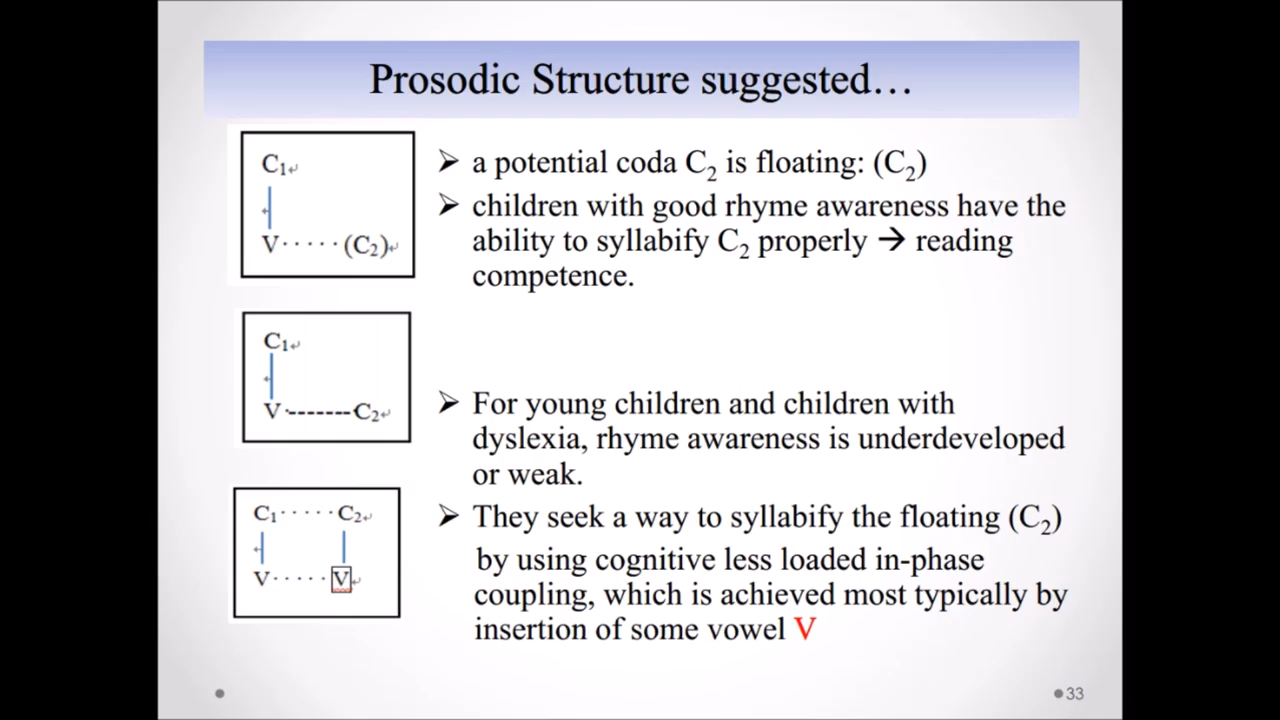 Prosodic Structure suggested…
C₁↵
V·····(C₂)↵
➢ a potential coda C₂ is floating: (C₂)
➢ children with good rhyme awareness have the
ability to syllabify C₂ properly → reading
competence.
C₁↵
V·-------C₂↵
➢ For young children and children with
dyslexia, rhyme awareness is underdeveloped
or weak.
C₁·····C₂↵
V·····V↵
➢ They seek a way to syllabify the floating (C₂)
by using cognitive less loaded in-phase
coupling, which is achieved most typically by
insertion of some vowel V
33